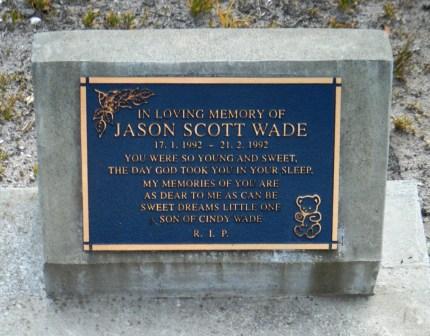 IN LOVING MEMORY OF
JASON SCOTT WADE
17. 1. 1992 - 21. 2. 1992
YOU WERE SO YOUNG AND SWEET,
THE DAY GOD TOOK YOU IN YOUR SLEEP,
MY MEMORIES OF YOU ARE
AS DEAR TO ME AS CAN BE
SWEET DREAMS LITTLE ONE
SON OF CINDY WADE
R. I. P.